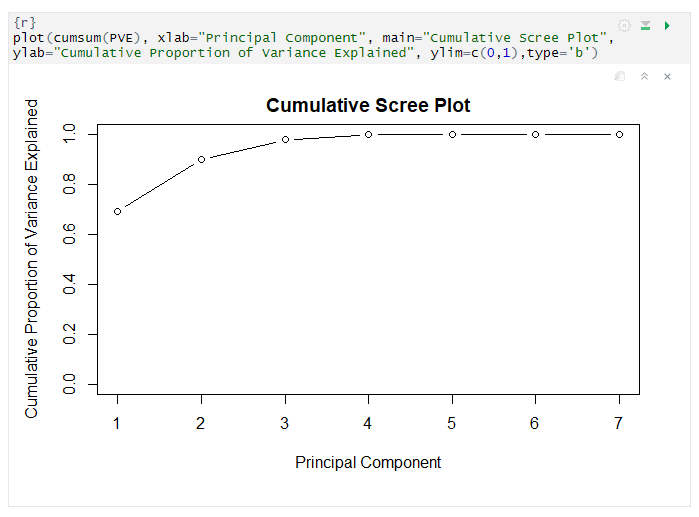 {r}
plot(cumsum(PVE), xlab="Principal Component", main="Cumulative Scree Plot",
ylab="Cumulative Proportion of Variance Explained", ylim=c(0,1),type='b')
Cumulative Scree Plot
Cumulative Proportion of Variance Explained
1.0
0.8
0.6
0.4
0.2
0.0
1 2 3 4 5 6 7
Principal Component